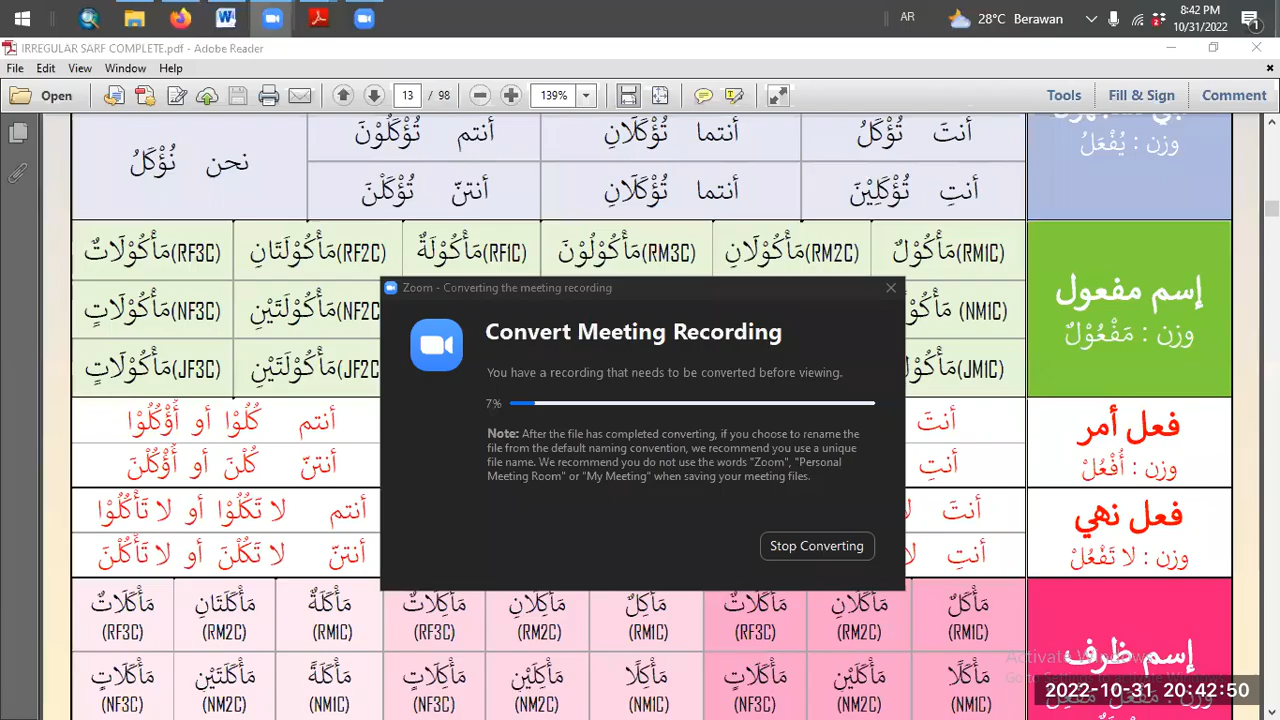 AR
28°C Berawan
8:42 PM
10/31/2022
IRREGULAR SARF COMPLETE.pdf - Adobe Reader
File Edit View Window Help
Open 13 / 98 139% Tools Fill & Sign Comment
أنتَ تُؤْكَلُ أنتما تُؤْكَلَانِ أنتم تُؤْكَلُوْنَ
وزن : يُفْعَلُ
نحن نُؤْكَلُ
أنتِ تُؤْكَلِيْنَ أنتما تُؤْكَلَانِ أنتنّ تُؤْكَلْنَ
مَأْكُوْلٌ(RM1C) مَأْكُوْلَانِ(RM2C) مَأْكُوْلُوْنَ(RM3C) مَأْكُوْلَةٌ(RF1C) مَأْكُوْلَتَانِ(RF2C) مَأْكُوْلَاتٌ(RF3C)
إسم مفعول
وزن : مَفْعُوْلٌ
(NM1C) مَأْكُوْلَتَيْنِ(NF2C مَأْكُوْلَاتٍ(NF3C)
(JM1C) مَأْكُوْلَتَيْنِ(JF2C مَأْكُوْلَاتٍ(JF3C)
Zoom - Converting the meeting recording
Convert Meeting Recording
You have a recording that needs to be converted before viewing.
7%
Note: After the file has completed converting, if you choose to rename the
file from the default naming convention, we recommend you use a unique
file name. We recommend you do not use the words "Zoom", "Personal
Meeting Room" or "My Meeting" when saving your meeting files.
Stop Converting
فعل أمر
وزن : أُفْعُلْ
أنتَ أنتم كُلُوْا أو أُؤْكُلُوْا
أنتِ أنتنّ كُلْنَ أو أُؤْكُلْنَ
فعل نهي
وزن : لا تَفْعُلْ
أنتَ أنتم لا تَكُلُوْا أو لا تَأْكُلُوْا
أنتِ أنتنّ لا تَكُلْنَ أو لا تَأْكُلْنَ
إسم ظرف
مَأْكَلٌ مَأْكَلَانِ مَأْكَلَاتٌ مَأْكِلٌ مَأْكِلَانِ مَأْكِلَاتٌ مَأْكَلَةٌ مَأْكَلَتَانِ مَأْكَلَاتٌ
(RM1C) (RM2C) (RF3C) (RM1C) (RM2C) (RF3C) (RM1C) (RM2C) (RF3C)
مَأْكَلًا مَأْكَلَيْنِ مَأْكَلَاتٍ مَأْكِلًا مَأْكِلَيْنِ مَأْكِلَاتٍ مَأْكَلَةً مَأْكَلَتَيْنِ مَأْكَلَاتٍ
(NM1C) (NM2C) (NF3C) (NM1C) (NM2C) (NF3C) (NM1C) (NM2C) (NF3C)
Activate Windows
2022-10-31 20:42:50